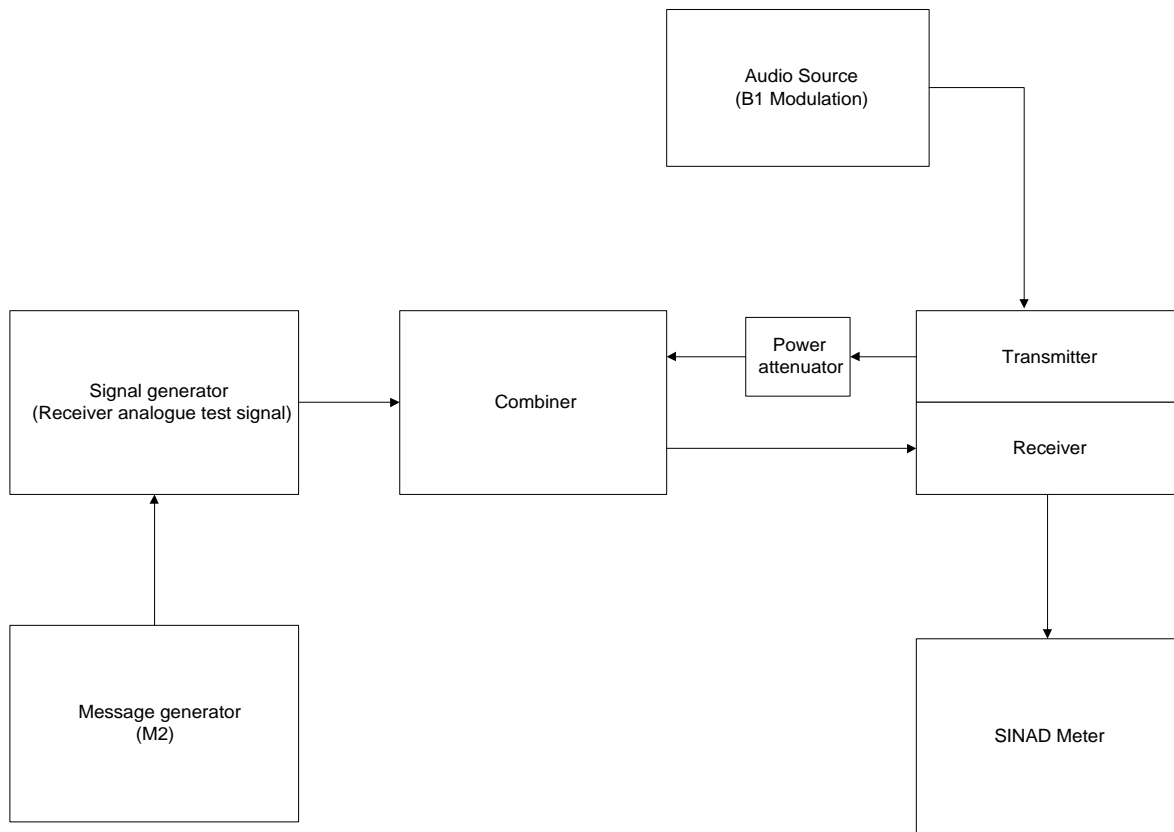 Audio Source
(B1 Modulation)
Power
attenuator
Transmitter
Signal generator
(Receiver analogue test signal)
Combiner
Receiver
Message generator
(M2)
SINAD Meter